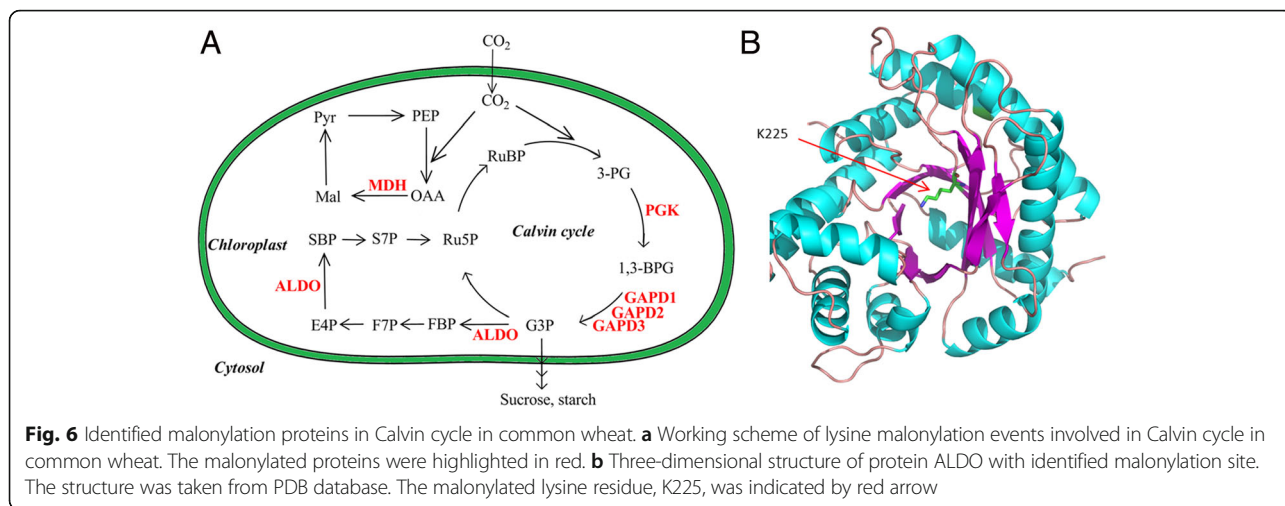 A
B
CO2
CO2
Pyr
PEP
RuBP
3-PG
K225
Mal
MDH
OAA
PGK
Chloroplast
SBP
S7P
Ru5P
Calvin cycle
1,3-BPG
ALDO
GAPD1
GAPD2
GAPD3
E4P
F7P
FBP
ALDO
G3P
Cytosol
Sucrose, starch
Fig. 6 Identified malonylation proteins in Calvin cycle in common wheat. a Working scheme of lysine malonylation events involved in Calvin cycle in
common wheat. The malonylated proteins were highlighted in red. b Three-dimensional structure of protein ALDO with identified malonylation site.
The structure was taken from PDB database. The malonylated lysine residue, K225, was indicated by red arrow